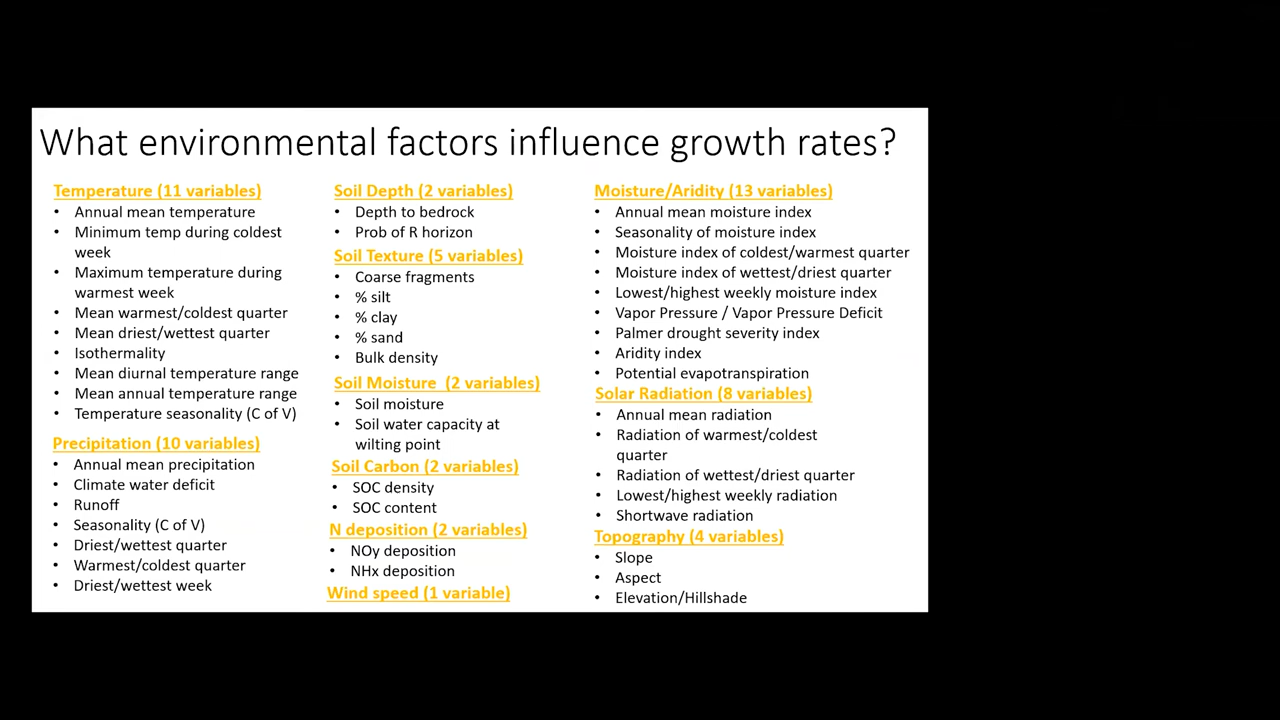 What environmental factors influence growth rates?
Temperature (11 variables)
• Annual mean temperature
• Minimum temp during coldest
week
• Maximum temperature during
warmest week
• Mean warmest/coldest quarter
• Mean driest/wettest quarter
• Isothermality
• Mean diurnal temperature range
• Mean annual temperature range
• Temperature seasonality (C of V)
Precipitation (10 variables)
• Annual mean precipitation
• Climate water deficit
• Runoff
• Seasonality (C of V)
• Driest/wettest quarter
• Warmest/coldest quarter
• Driest/wettest week
Soil Depth (2 variables)
• Depth to bedrock
• Prob of R horizon
Soil Texture (5 variables)
• Coarse fragments
• % silt
• % clay
• % sand
• Bulk density
Soil Moisture (2 variables)
• Soil moisture
• Soil water capacity at
wilting point
Soil Carbon (2 variables)
• SOC density
• SOC content
N deposition (2 variables)
• NOy deposition
• NHx deposition
Wind speed (1 variable)
Moisture/Aridity (13 variables)
• Annual mean moisture index
• Seasonality of moisture index
• Moisture index of coldest/warmest quarter
• Moisture index of wettest/driest quarter
• Lowest/highest weekly moisture index
• Vapor Pressure / Vapor Pressure Deficit
• Palmer drought severity index
• Aridity index
• Potential evapotranspiration
Solar Radiation (8 variables)
• Annual mean radiation
• Radiation of warmest/coldest
quarter
• Radiation of wettest/driest quarter
• Lowest/highest weekly radiation
• Shortwave radiation
Topography (4 variables)
• Slope
• Aspect
• Elevation/Hillshade